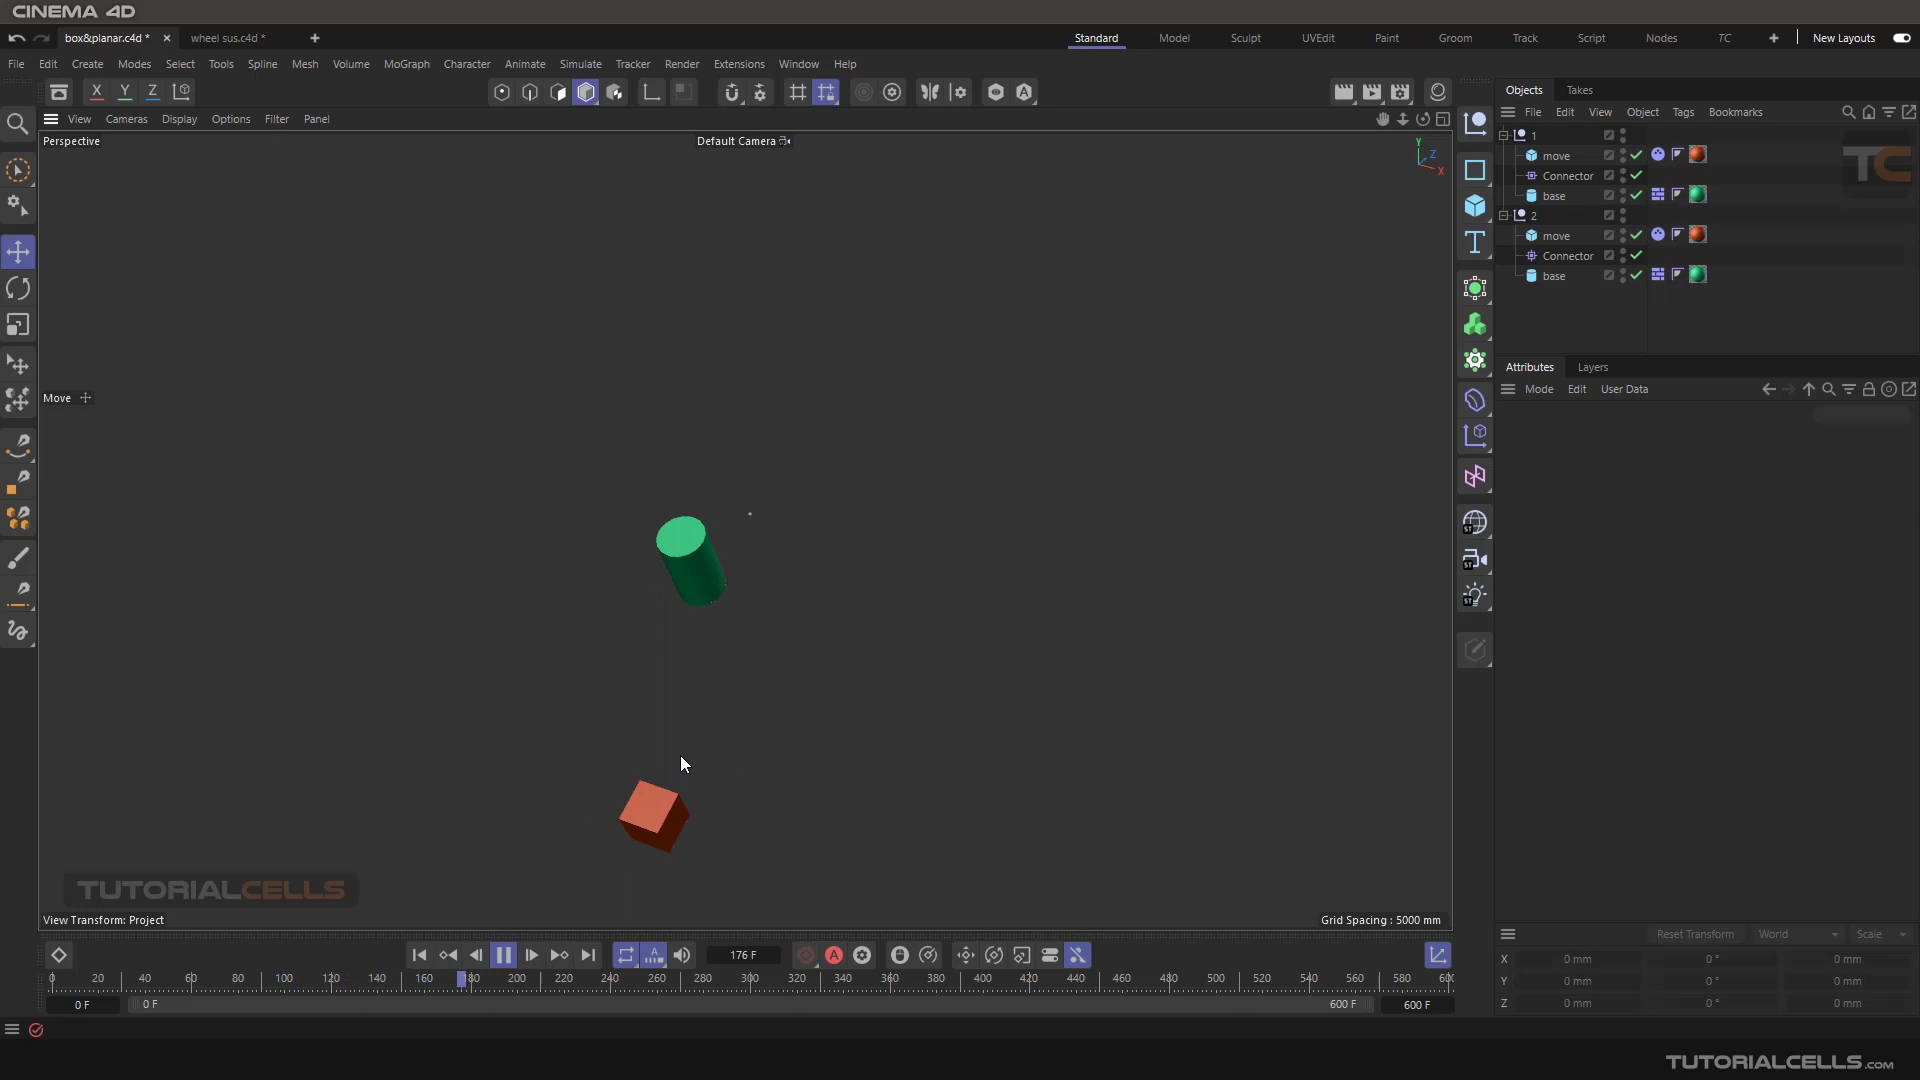 CINEMA 4D
box&planar.c4d * × wheel sus.c4d * +
Standard Model Sculpt UVEdit Paint Groom Track Script Nodes TC + New Layouts
File Edit Create Modes Select Tools Spline Mesh Volume MoGraph Character Animate Simulate Tracker Render Extensions Window Help
X Y Z
Objects Takes
File Edit View Object Tags Bookmarks
View Cameras Display Options Filter Panel
Perspective
Default Camera
Y
Z
X
1
move
Connector
base
2
move
Connector
base
TC
Attributes Layers
Mode Edit User Data
Move
ST
ST
ST
TUTORIALCELLS
View Transform: Project
Grid Spacing : 5000 mm
Reset Transform World Scale
176 F
A
X 0 mm 0 ° 0 mm
Y 0 mm 0 ° 0 mm
Z 0 mm 0 ° 0 mm
0 20 40 60 80 100 120 140 160 180 200 220 240 260 280 300 320 340 360 380 400 420 440 460 480 500 520 540 560 580 60
0 F 0 F 600 F 600 F
TUTORIALCELLS.com